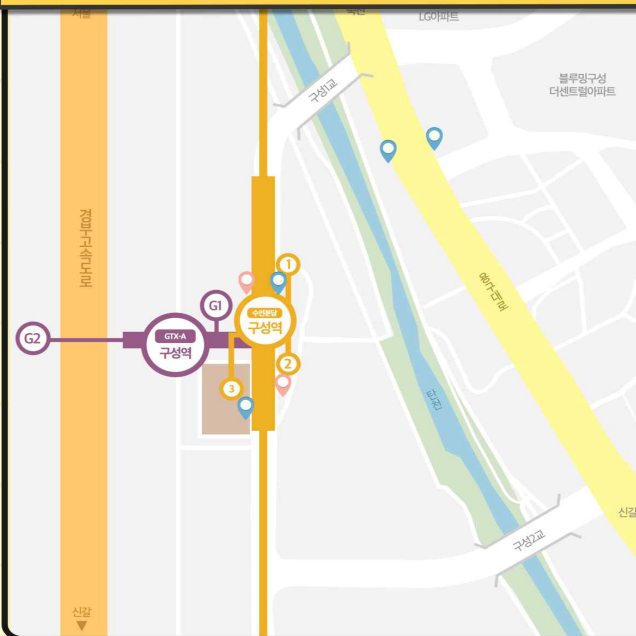 LG아파트
블루밍구성
더센트럴아파트
구성1교
경부고속도로
용구대로
1
G1
수인분당
구성역
G2
GTX-A
구성역
2
3
탄천
신갈
구성2교
신갈